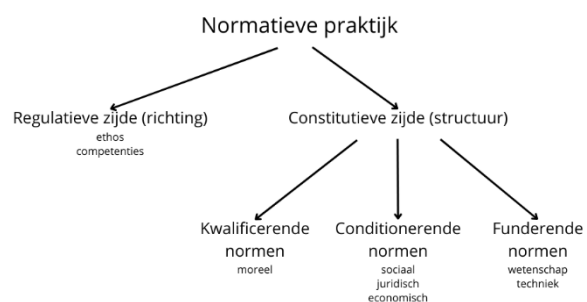 Normatieve praktijk
Regulatieve zijde (richting)
ethos
competenties
Constitutieve zijde (structuur)
Kwalificerende
normen
moreel
Conditionerende
normen
sociaal
juridisch
economisch
Funderende
normen
wetenschap
techniek